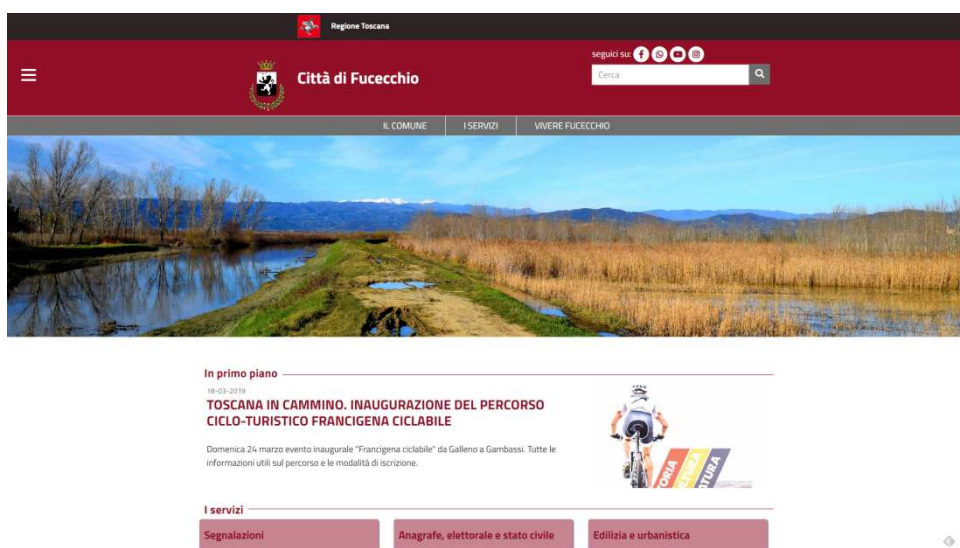 Regione Toscana
seguici su:
Città di Fucecchio
Cerca
IL COMUNE
I SERVIZI
VIVERE FUCECCHIO
In primo piano
18-03-2019
TOSCANA IN CAMMINO. INAUGURAZIONE DEL PERCORSO
CICLO-TURISTICO FRANCIGENA CICLABILE
Domenica 24 marzo evento inaugurale "Francigena ciclabile" da Galleno a Gambassi. Tutte le
informazioni utili sul percorso e le modalità di iscrizione.
I servizi
Segnalazioni
Anagrafe, elettorale e stato civile
Edilizia e urbanistica